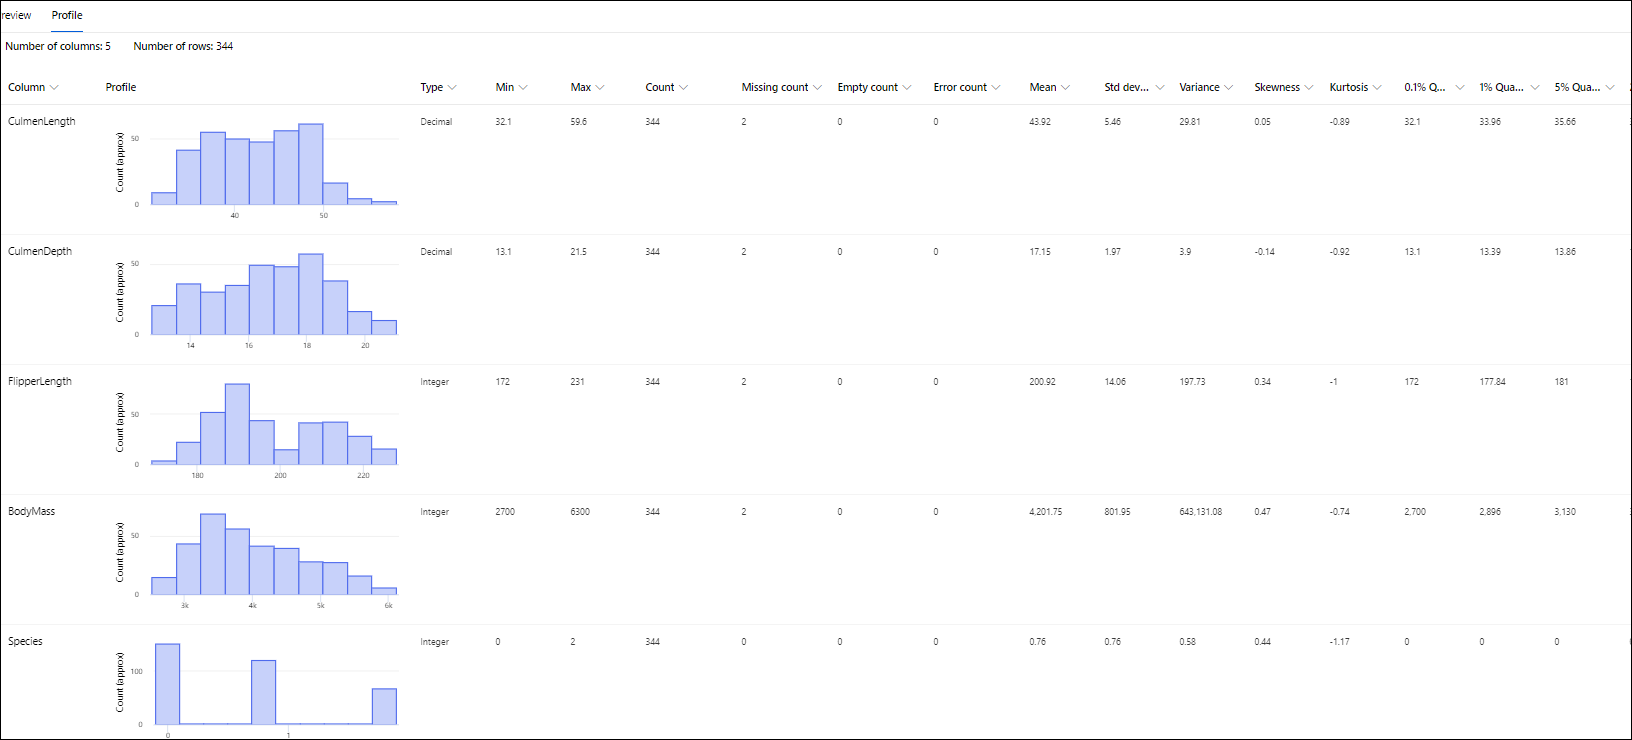 review Profile
Number of columns: 5 Number of rows: 344
Column Profile Type Min Max Count Missing count Empty count Error count Mean Std dev... Variance Skewness Kurtosis 0.1% Q... 1% Qua... 5% Qua...
CulmenLength Decimal 32.1 59.6 344 2 0 0 43.92 5.46 29.81 0.05 -0.89 32.1 33.96 35.66
Count (approx)
50
0
40 50
CulmenDepth Decimal 13.1 21.5 344 2 0 0 17.15 1.97 3.9 -0.14 -0.92 13.1 13.39 13.86
Count (approx)
50
0
14 16 18 20
FlipperLength Integer 172 231 344 2 0 0 200.92 14.06 197.73 0.34 -1 172 177.84 181
Count (approx)
50
0
180 200 220
BodyMass Integer 2700 6300 344 2 0 0 4,201.75 801.95 643,131.08 0.47 -0.74 2,700 2,896 3,130
Count (approx)
50
0
3k 4k 5k 6k
Species Integer 0 2 344 0 0 0 0.76 0.76 0.58 0.44 -1.17 0 0 0
Count (approx)
100
0
0 1